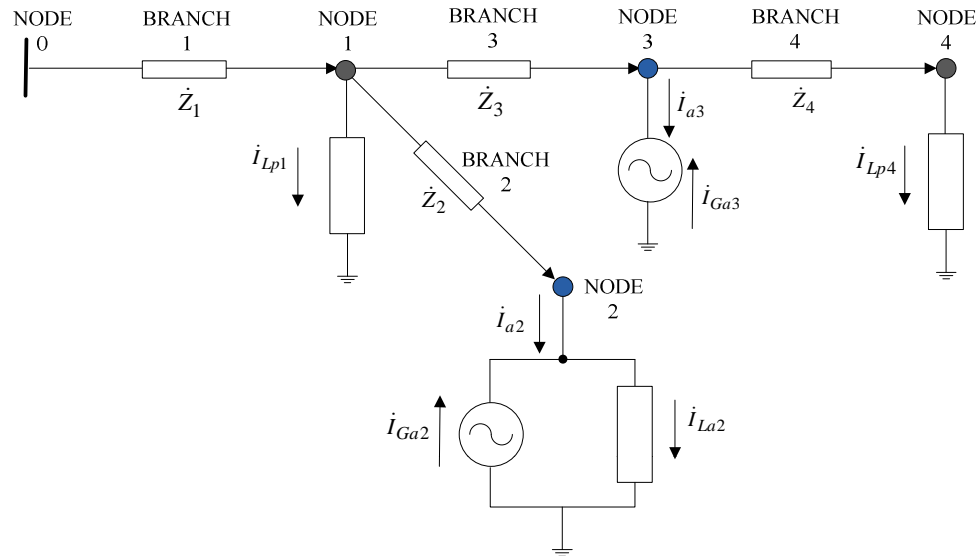 NODE
0
BRANCH
1
NODE
1
BRANCH
3
NODE
3
BRANCH
4
NODE
4
Ż1
Ż3
Ż4
İa3
İLp1
BRANCH
2
Ż2
İGa3
İLp4
NODE
2
İa2
İGa2
İLa2